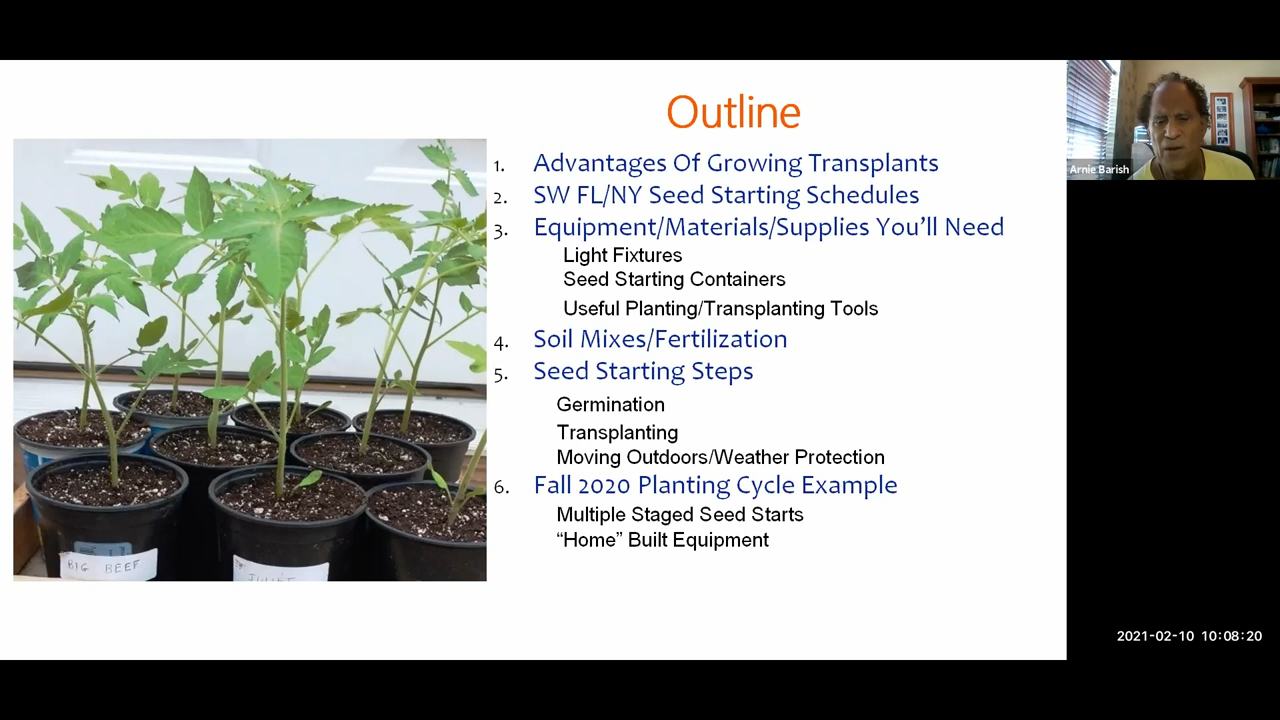 Outline
1. Advantages Of Growing Transplants
2. SW FL/NY Seed Starting Schedules
3. Equipment/Materials/Supplies You’ll Need
Light Fixtures
Seed Starting Containers
Useful Planting/Transplanting Tools
4. Soil Mixes/Fertilization
5. Seed Starting Steps
Germination
Transplanting
Moving Outdoors/Weather Protection
6. Fall 2020 Planting Cycle Example
Multiple Staged Seed Starts
“Home” Built Equipment
BIG BEEF
Arnie Barish
2021-02-10 10:08:20